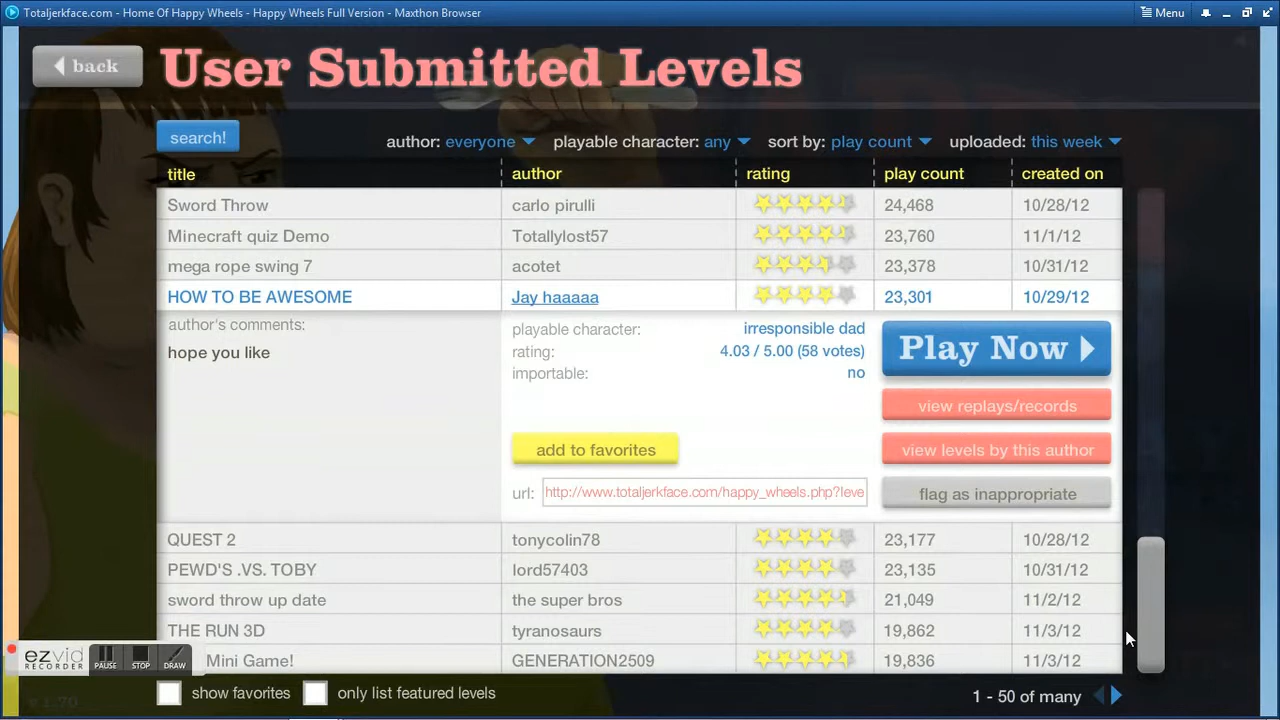 Totaljerkface.com - Home Of Happy Wheels - Happy Wheels Full Version - Maxthon Browser
Menu
back
User Submitted Levels
search!
author: everyone playable character: any sort by: play count uploaded: this week
title author rating play count created on
Sword Throw carlo pirulli 24,468 10/28/12
Minecraft quiz Demo Totallylost57 23,760 11/1/12
mega rope swing 7 acotet 23,378 10/31/12
HOW TO BE AWESOME Jay haaaaa 23,301 10/29/12
author's comments:
hope you like
playable character: irresponsible dad
rating: 4.03 / 5.00 (58 votes)
importable: no
add to favorites
url: http://www.totaljerkface.com/happy_wheels.php?leve
Play Now
view replays/records
view levels by this author
flag as inappropriate
QUEST 2 tonycolin78 23,177 10/28/12
PEWD'S .VS. TOBY lord57403 23,135 10/31/12
sword throw up date the super bros 21,049 11/2/12
THE RUN 3D tyranosaurs 19,862 11/3/12
Mini Game! GENERATION2509 19,836 11/3/12
ezvid
RECORDER
PAUSE
STOP
DRAW
show favorites only list featured levels
1 - 50 of many
v 1.70